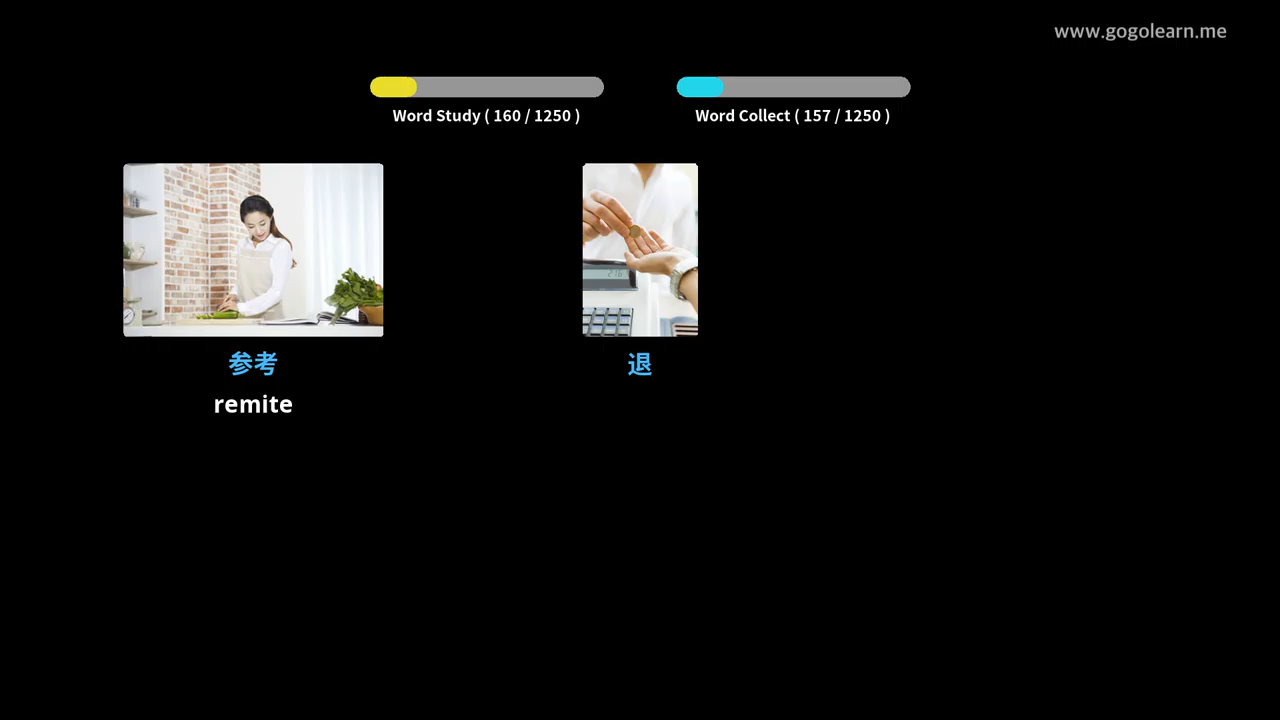 www.gogolearn.me
Word Study ( 160 / 1250 )
Word Collect ( 157 / 1250 )
参考
退
remite